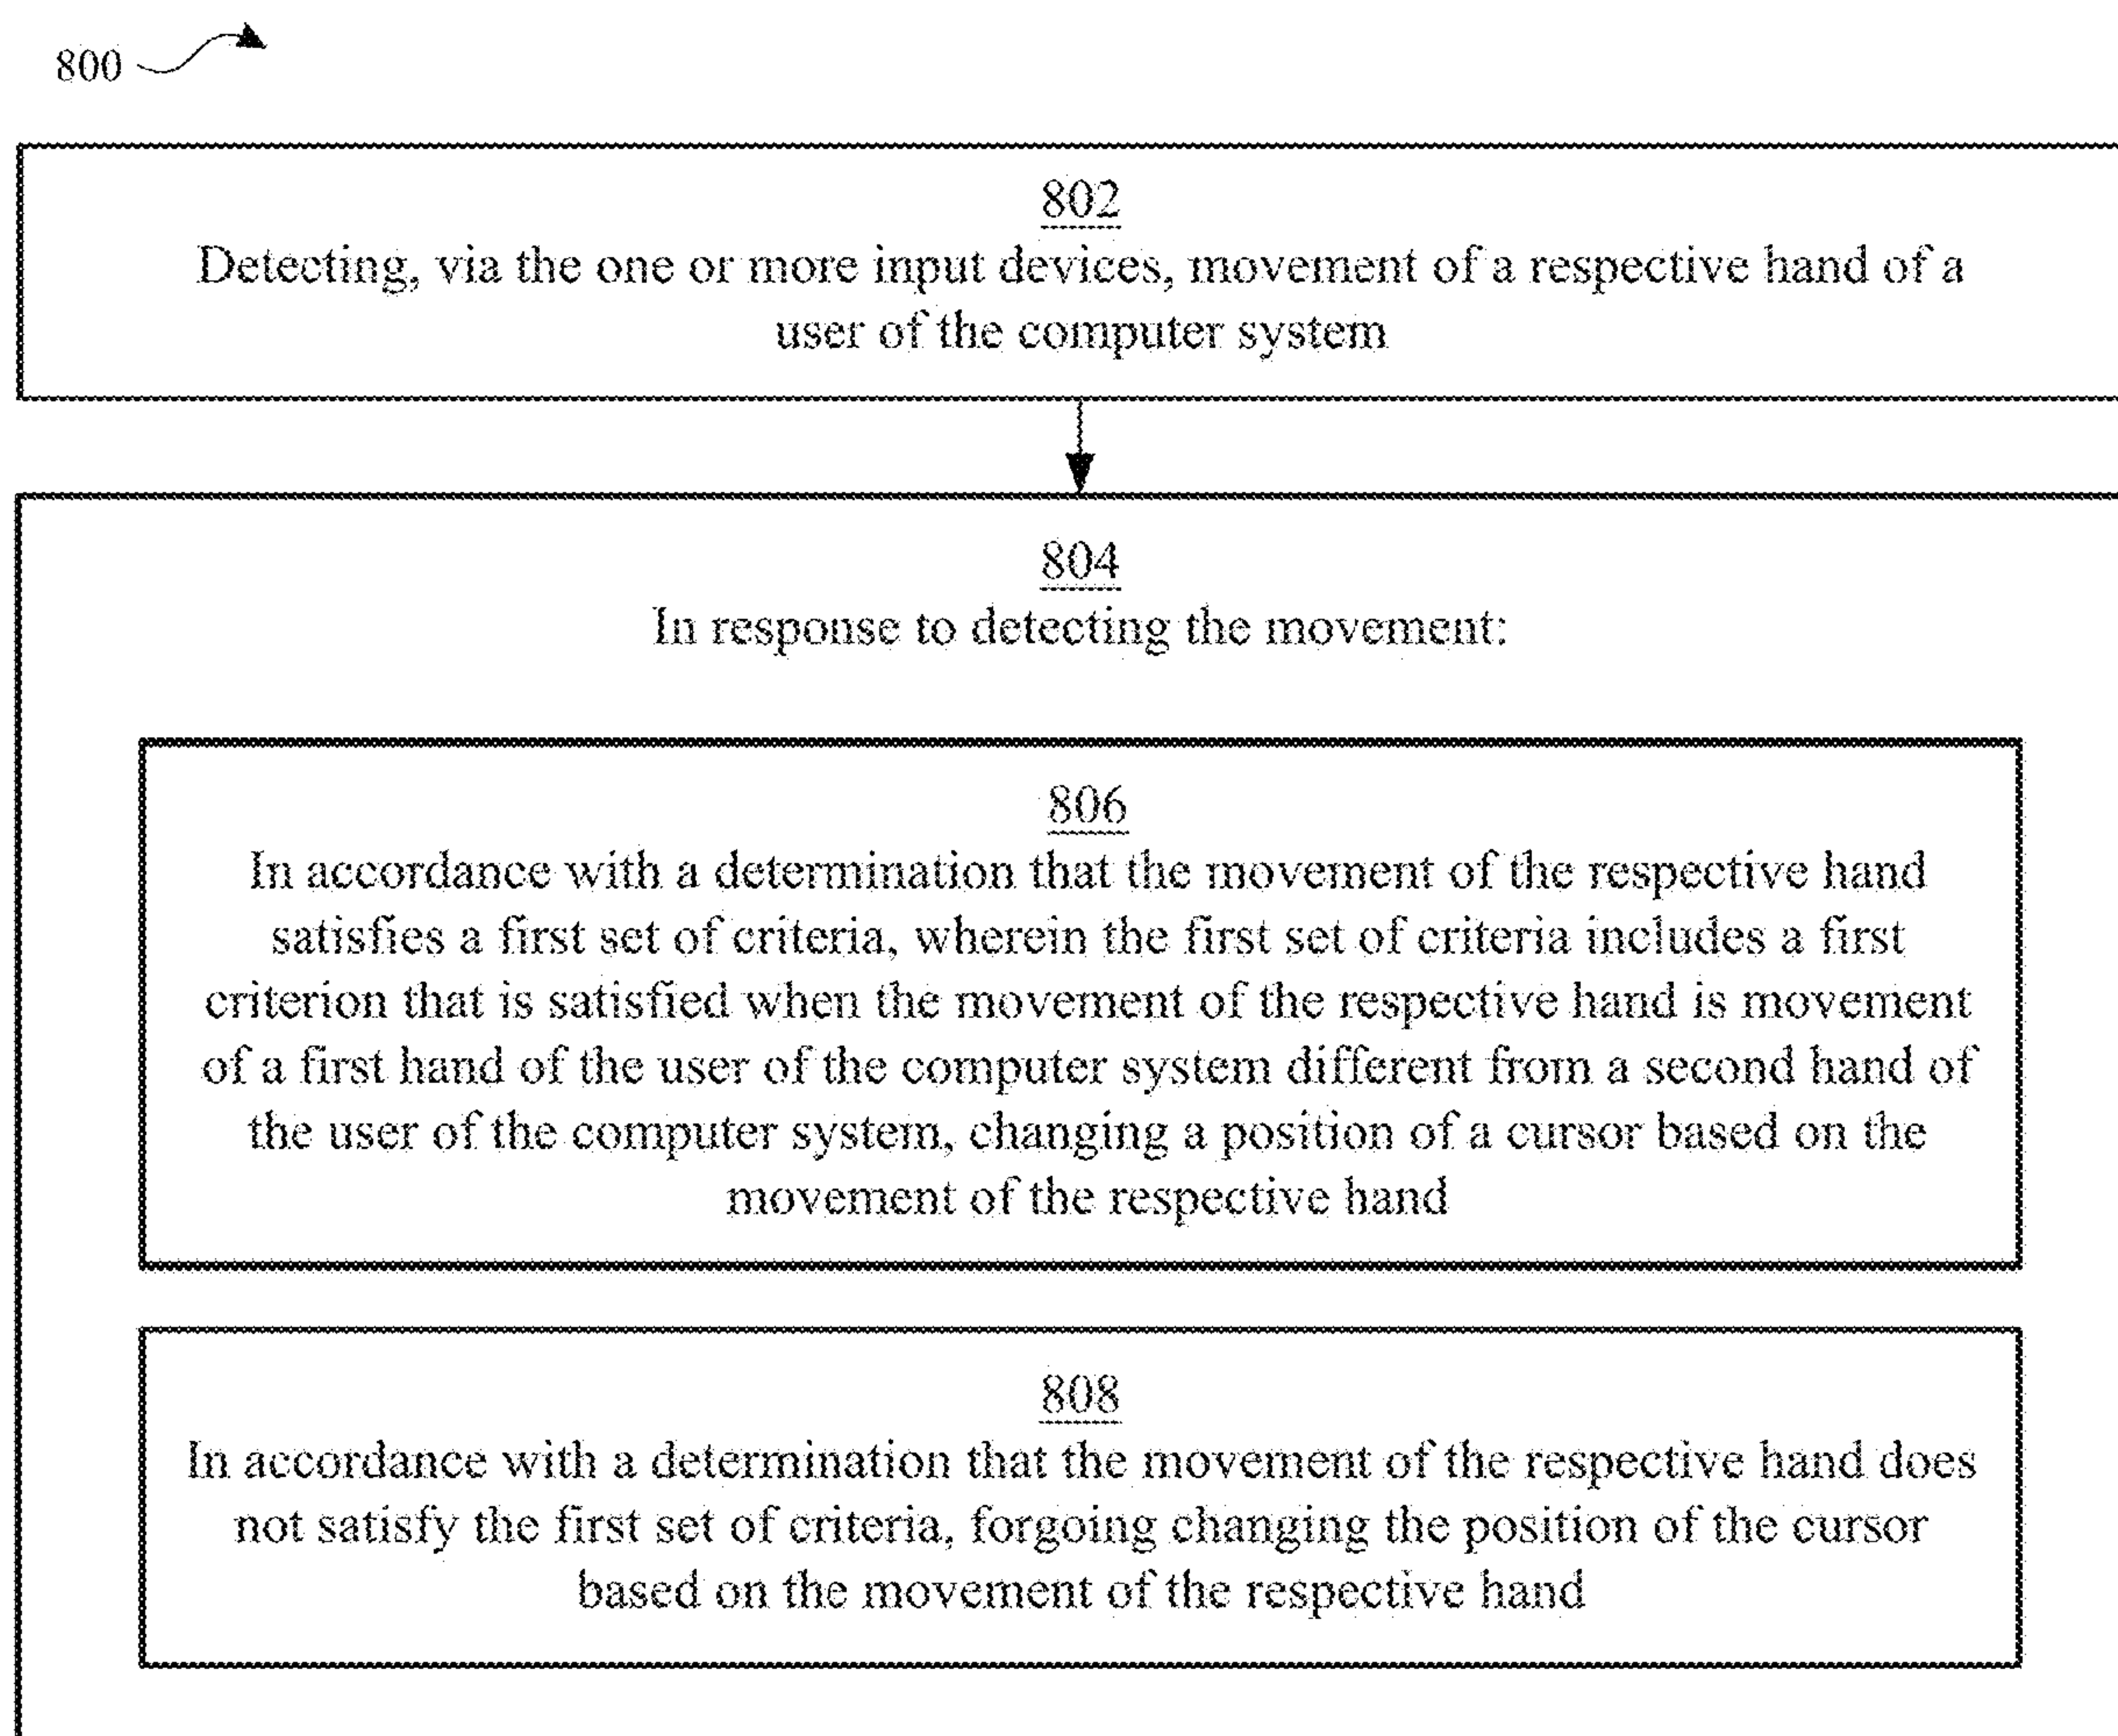 800
802
Detecting, via the one or more input devices, movement of a respective hand of a
user of the computer system
804
In response to detecting the movement:
806
In accordance with a determination that the movement of the respective hand
satisfies a first set of criteria, wherein the first set of criteria includes a first
criterion that is satisfied when the movement of the respective hand is movement
of a first hand of the user of the computer system different from a second hand of
the user of the computer system, changing a position of a cursor based on the
movement of the respective hand
808
In accordance with a determination that the movement of the respective hand does
not satisfy the first set of criteria, forgoing changing the position of the cursor
based on the movement of the respective hand